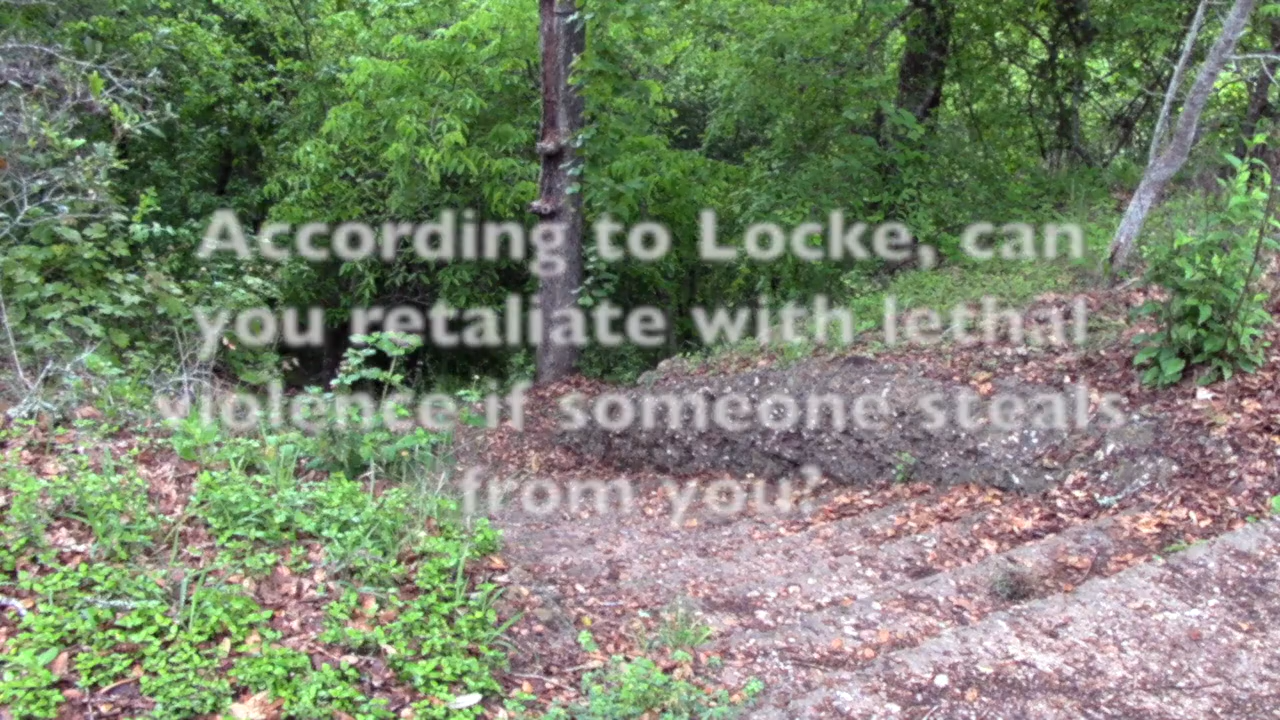 According to Locke, can
you retaliate with lethal
violence if someone steals
from you?